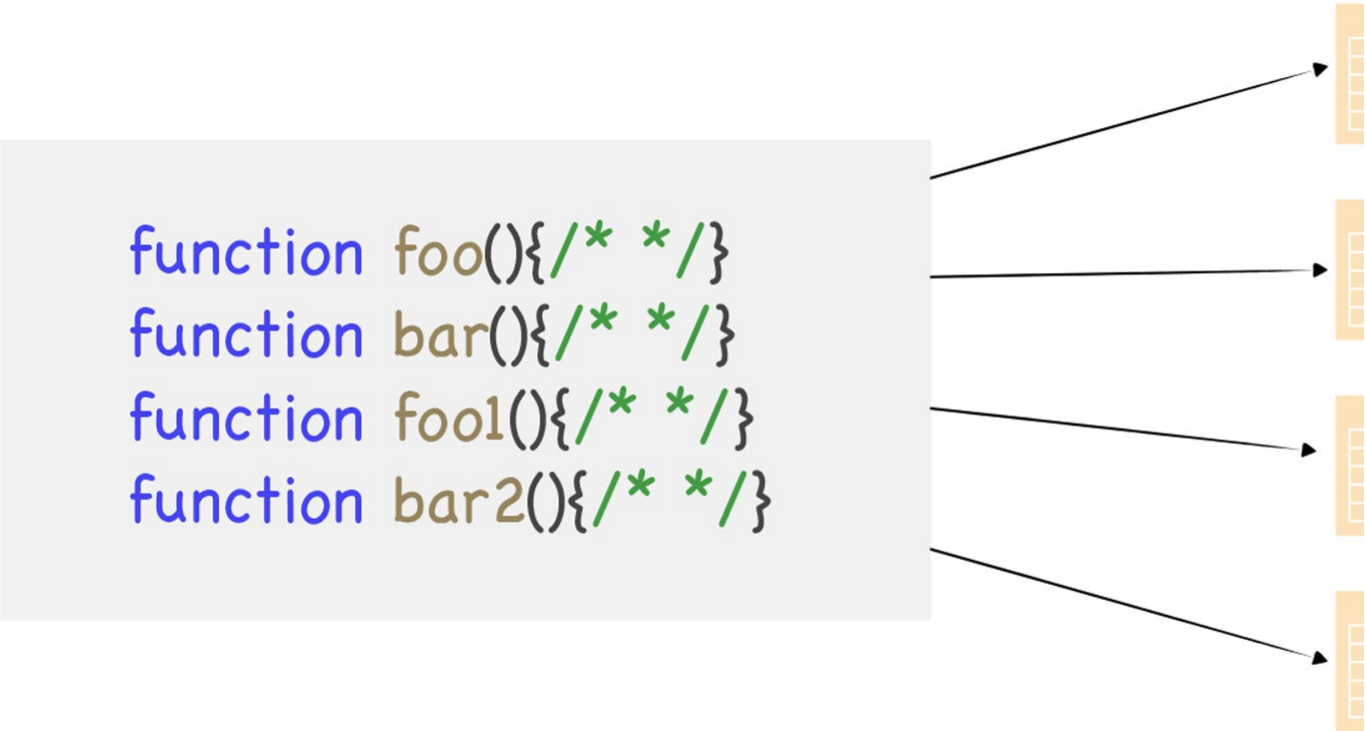 function foo(){/* */}
function bar(){/* */}
function foo1(){/* */}
function bar2(){/* */}